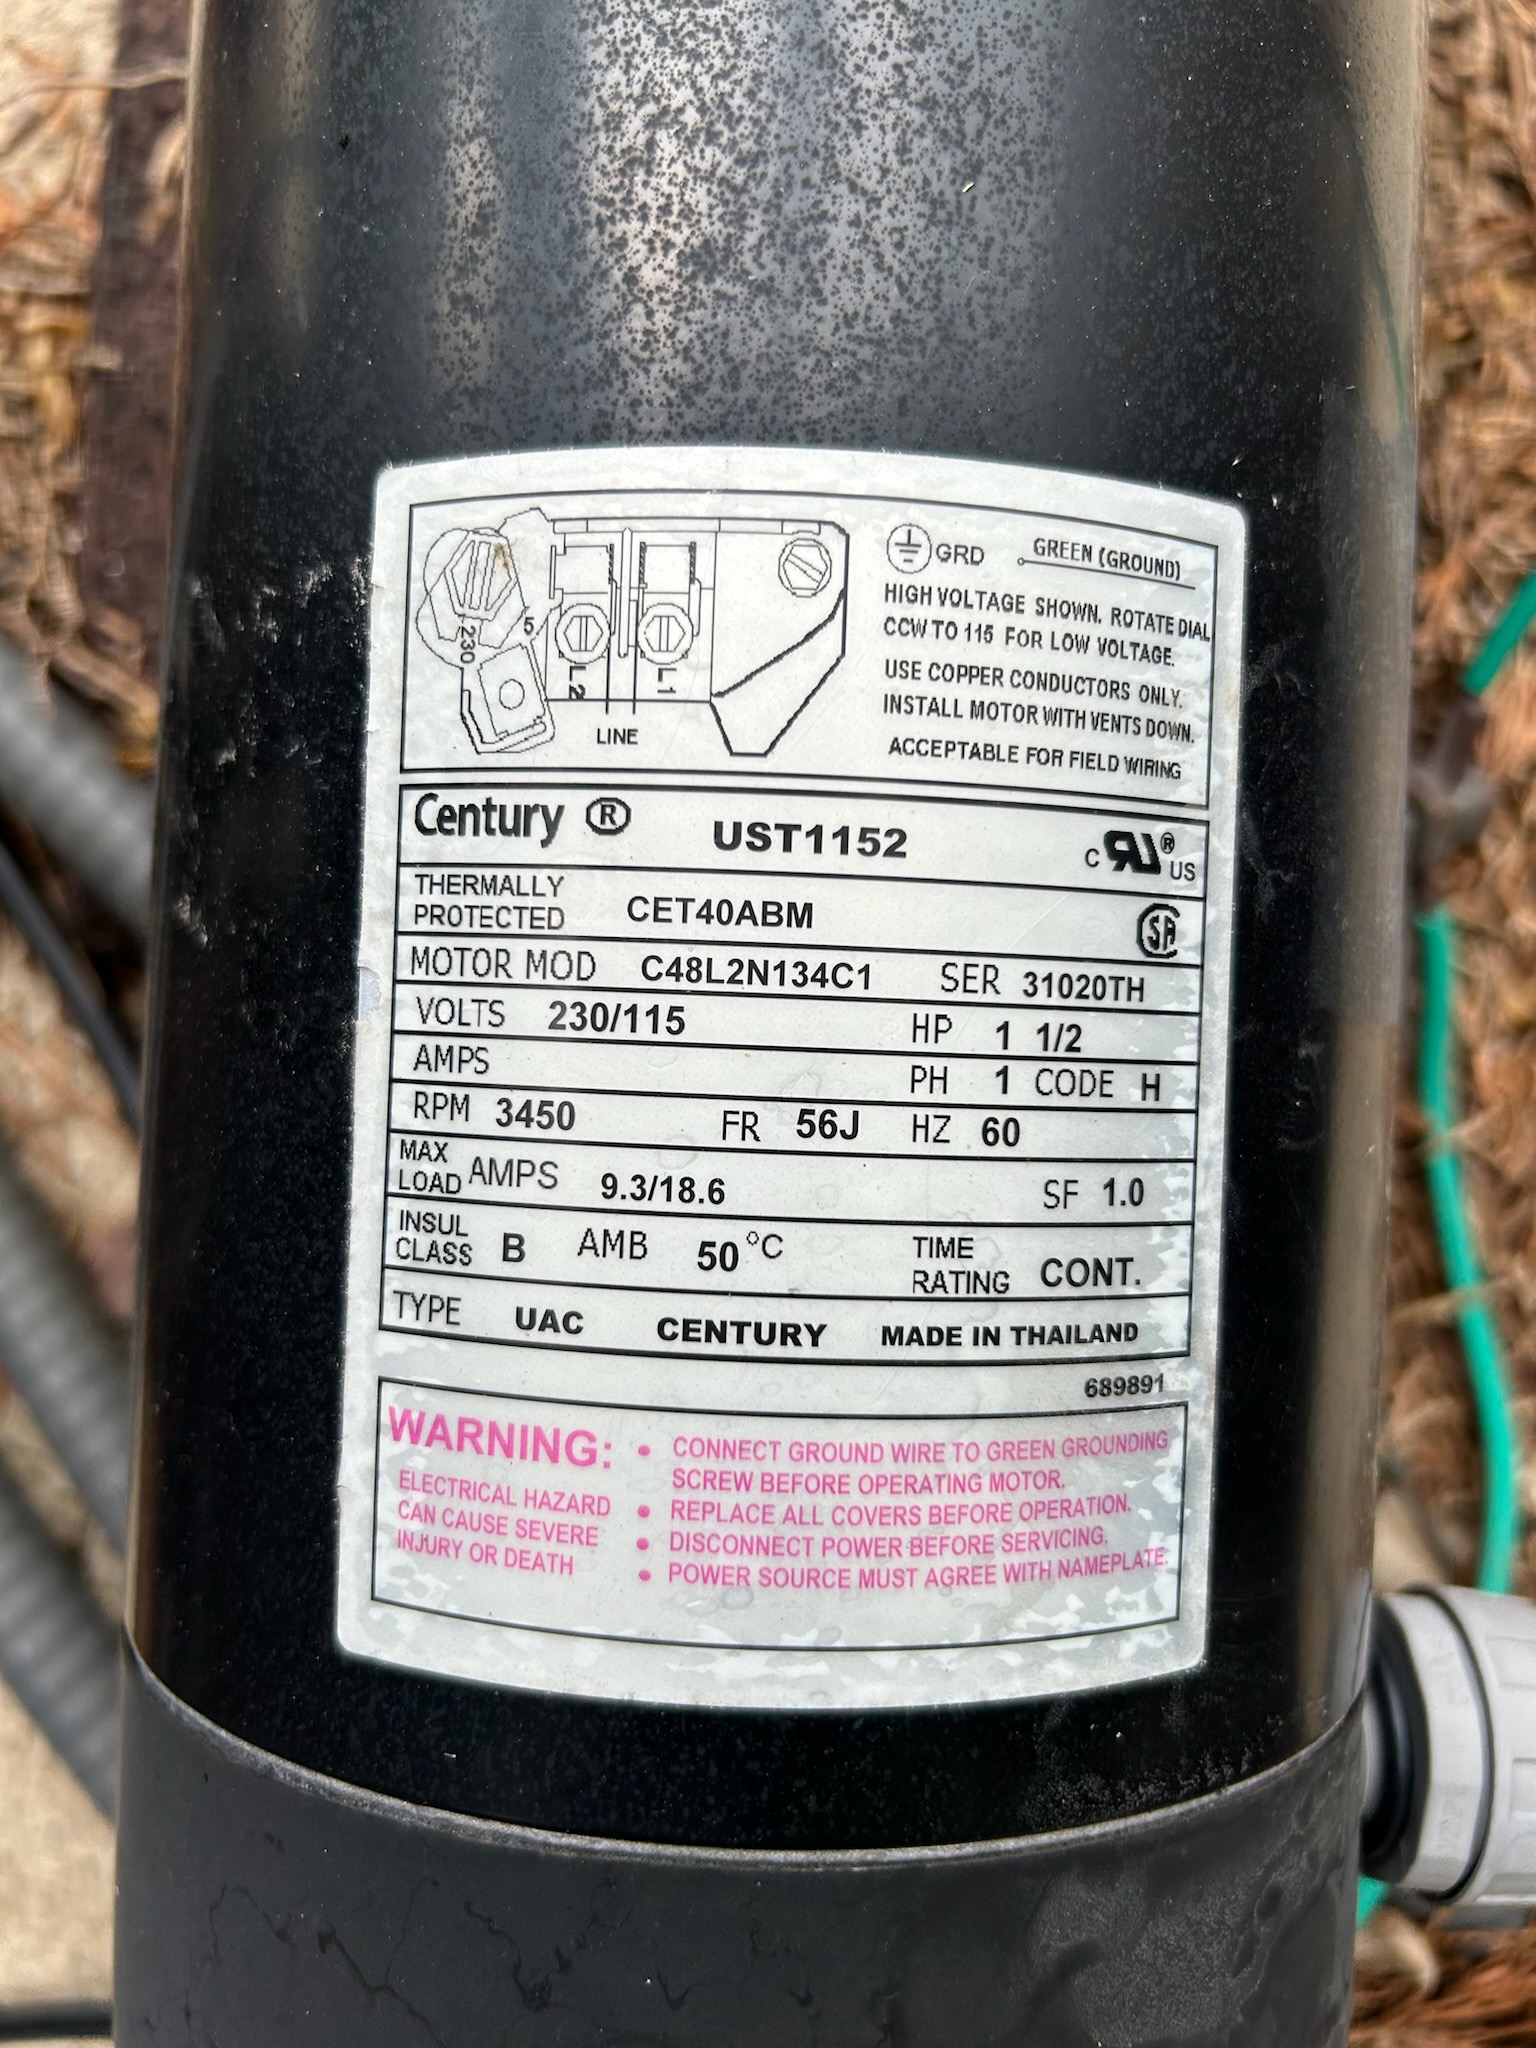 GRD GREEN (GROUND)
HIGH VOLTAGE SHOWN. ROTATE DIAL
CCW TO 115 FOR LOW VOLTAGE.
USE COPPER CONDUCTORS ONLY.
INSTALL MOTOR WITH VENTS DOWN.
ACCEPTABLE FOR FIELD WIRING
230
5
L2
L1
LINE
Century ® UST1152
C ® US
THERMALLY
PROTECTED CET40ABM
SA
MOTOR MOD C48L2N134C1 SER 31020TH
VOLTS 230/115 HP 1 1/2
AMPS PH 1 CODE H
RPM 3450 FR 56J HZ 60
MAX
LOAD AMPS 9.3/18.6 SF 1.0
INSUL
CLASS B AMB 50 °C TIME
RATING CONT.
TYPE UAC CENTURY MADE IN THAILAND
689891
WARNING:
ELECTRICAL HAZARD
CAN CAUSE SEVERE
INJURY OR DEATH
• CONNECT GROUND WIRE TO GREEN GROUNDING
SCREW BEFORE OPERATING MOTOR.
• REPLACE ALL COVERS BEFORE OPERATION.
• DISCONNECT POWER BEFORE SERVICING.
• POWER SOURCE MUST AGREE WITH NAMEPLATE.